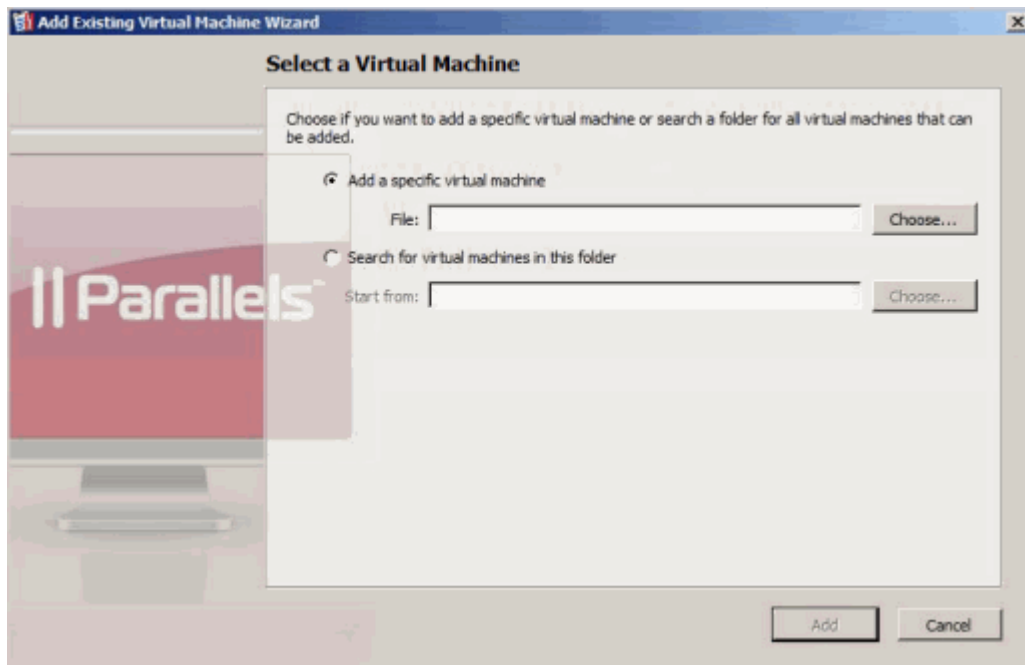 Add Existing Virtual Machine Wizard
Select a Virtual Machine
Choose if you want to add a specific virtual machine or search a folder for all virtual machines that can
be added.
Add a specific virtual machine
File:
Choose...
Search for virtual machines in this folder
Start from:
Choose...
Parallels™
Add
Cancel